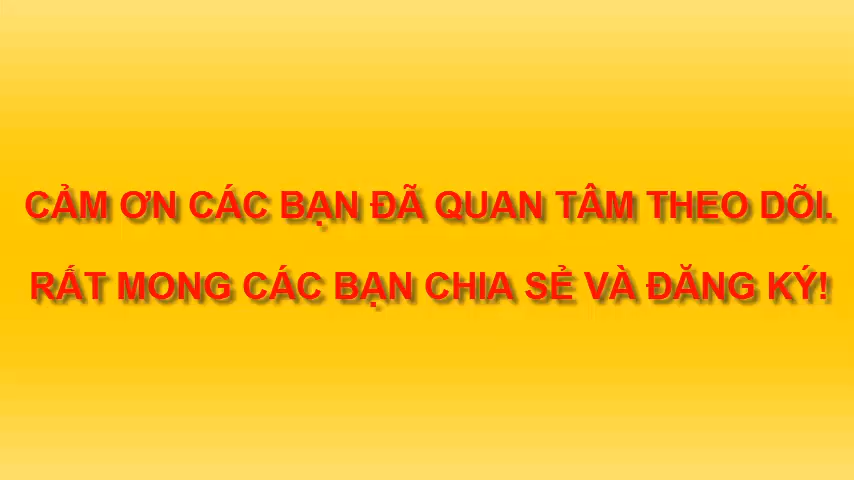 CẢM ƠN CÁC BẠN ĐÃ QUAN TÂM THEO DÕI.
RẤT MONG CÁC BẠN CHIA SẺ VÀ ĐĂNG KÝ!